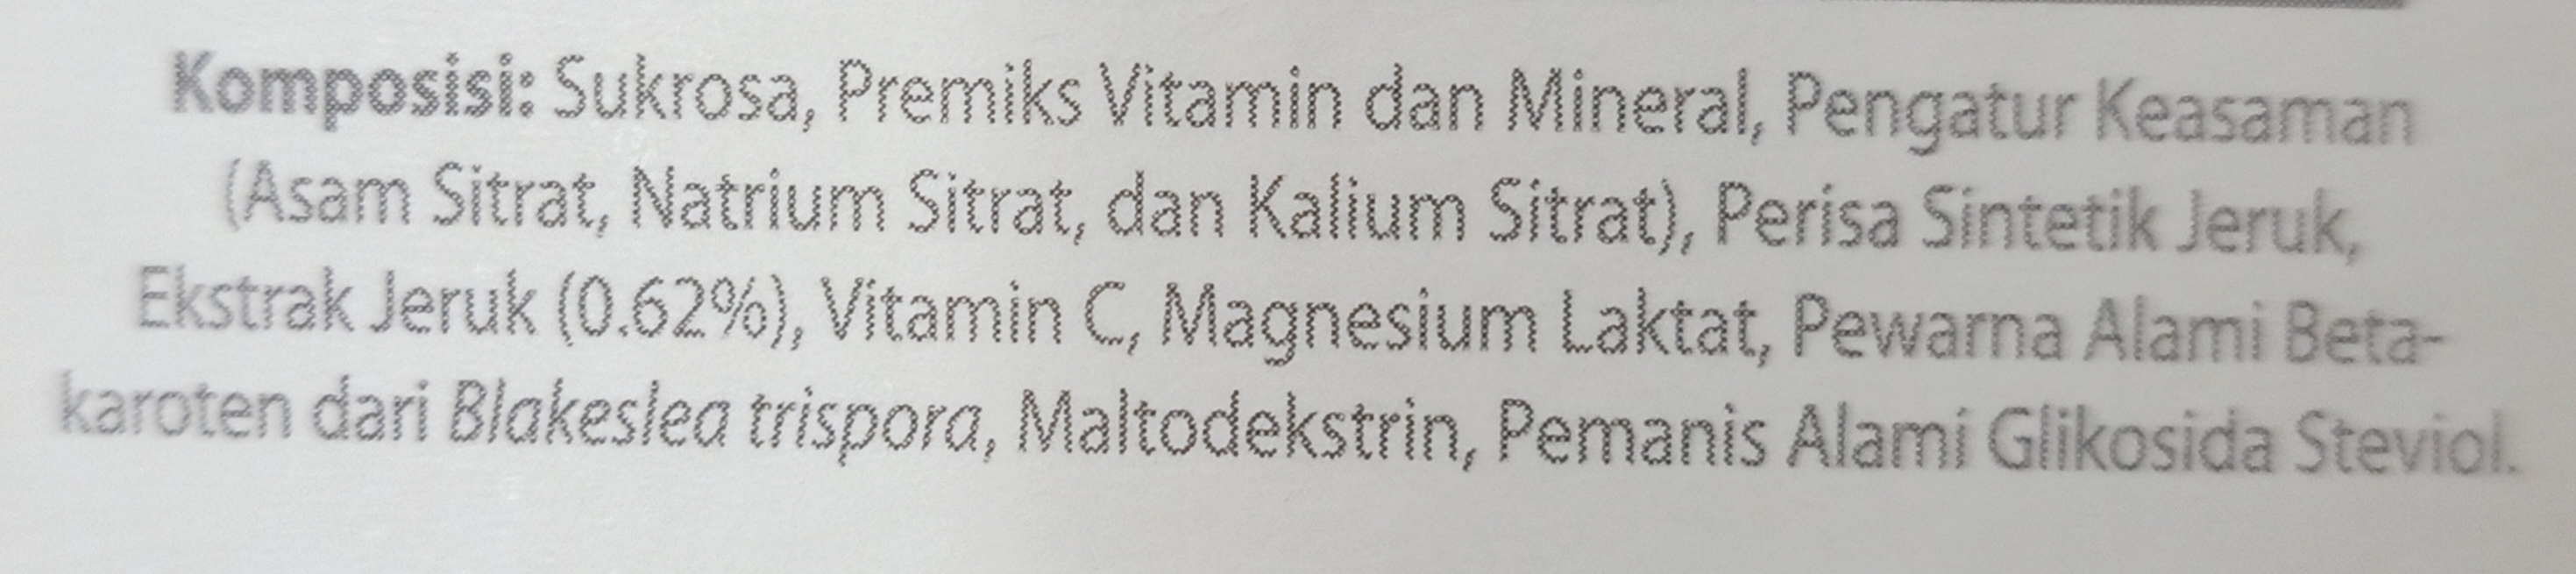 Komposisi: Sukrosa, Premiks Vitamin dan Mineral, Pengatur Keasaman
(Asam Sitrat, Natrium Sitrat, dan Kalium Sitrat), Perisa Sintetik Jeruk,
Ekstrak Jeruk (0.62%), Vitamin C, Magnesium Laktat, Pewarna Alami Beta-
karoten dari Blakeslea trispora, Maltodekstrin, Pemanis Alami Glikosida Steviol.